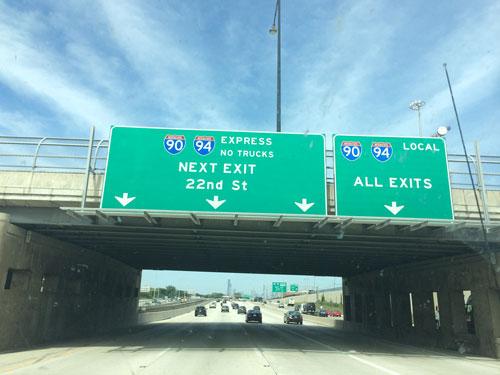 90 94 EXPRESS
NO TRUCKS
NEXT EXIT
22nd St
90 94 LOCAL
ALL EXITS